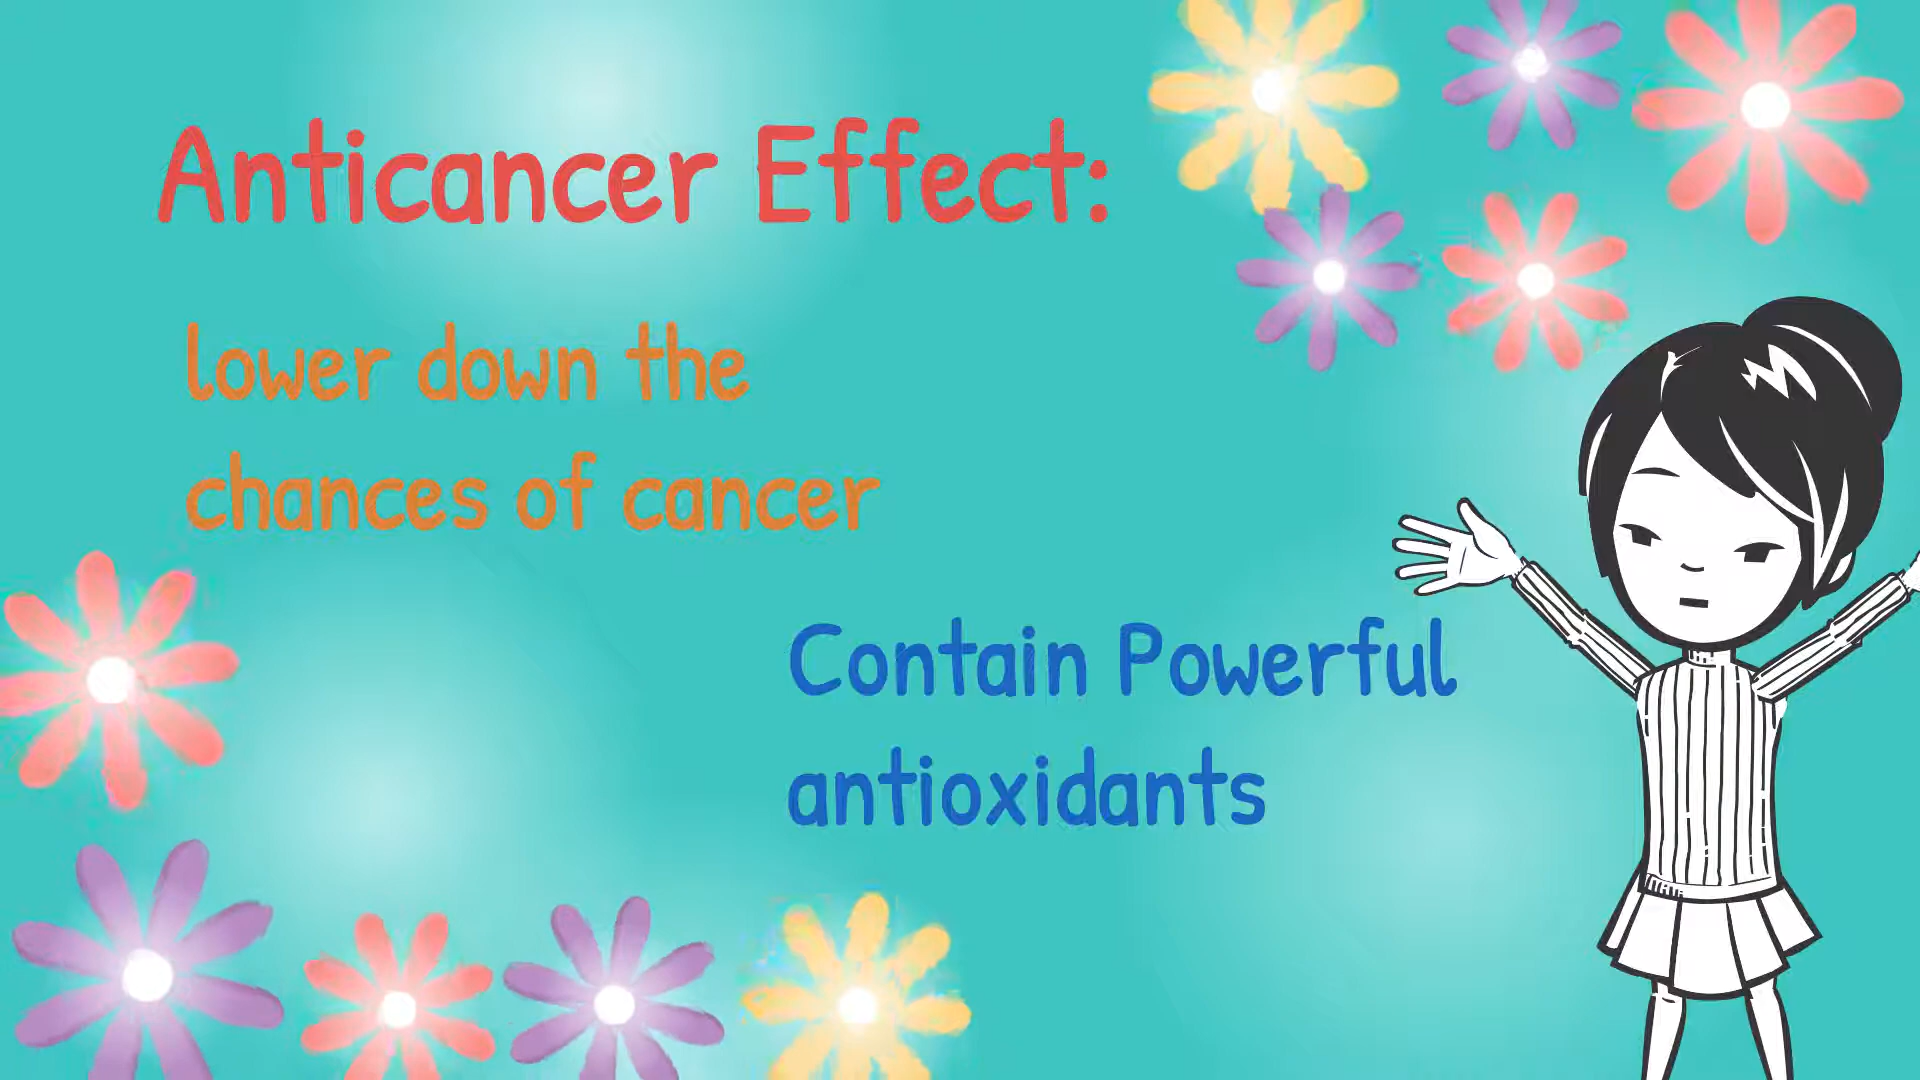 Anticancer Effect:
lower down the
chances of cancer
Contain Powerful
antioxidants